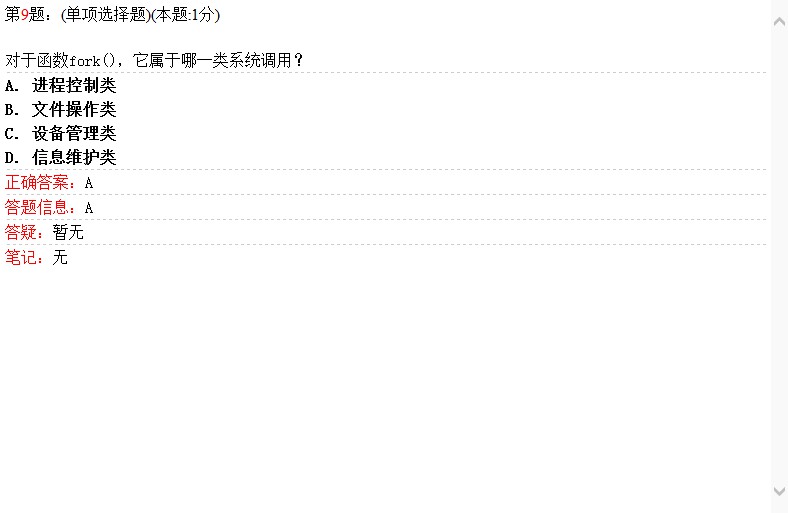 第9题：(单项选择题)(本题:1分)
对于函数fork()，它属于哪一类系统调用？
A. 进程控制类
B. 文件操作类
C. 设备管理类
D. 信息维护类
正确答案：A
答题信息：A
答疑：暂无
笔记：无